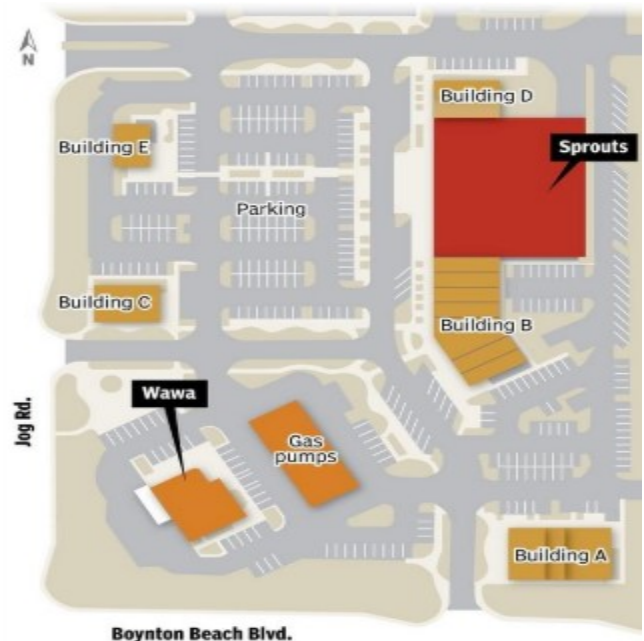 N
Building D
Building E
Sprouts
Parking
Building C
Building B
Wawa
Jog Rd.
Gas
pumps
Building A
Boynton Beach Blvd.